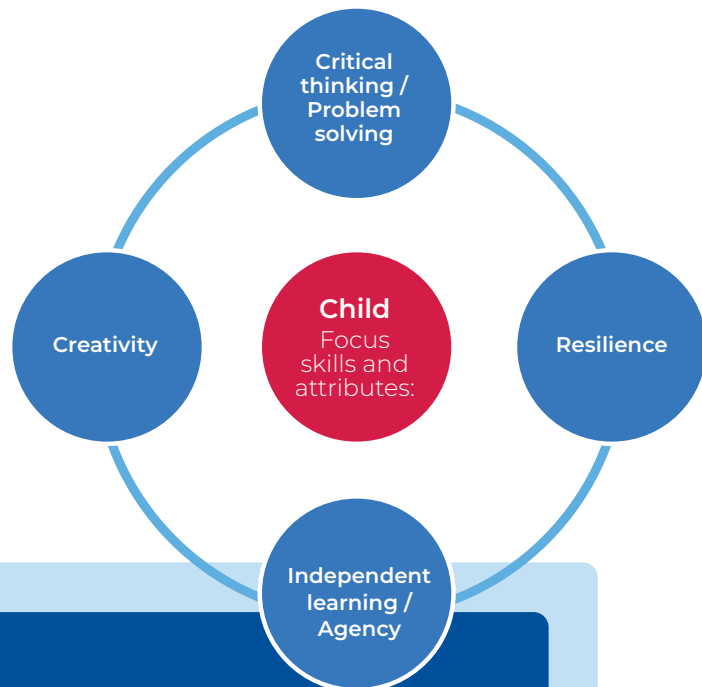 Critical
thinking /
Problem
solving
Creativity
Child
Focus
skills and
attributes:
Resilience
Independent
learning /
Agency